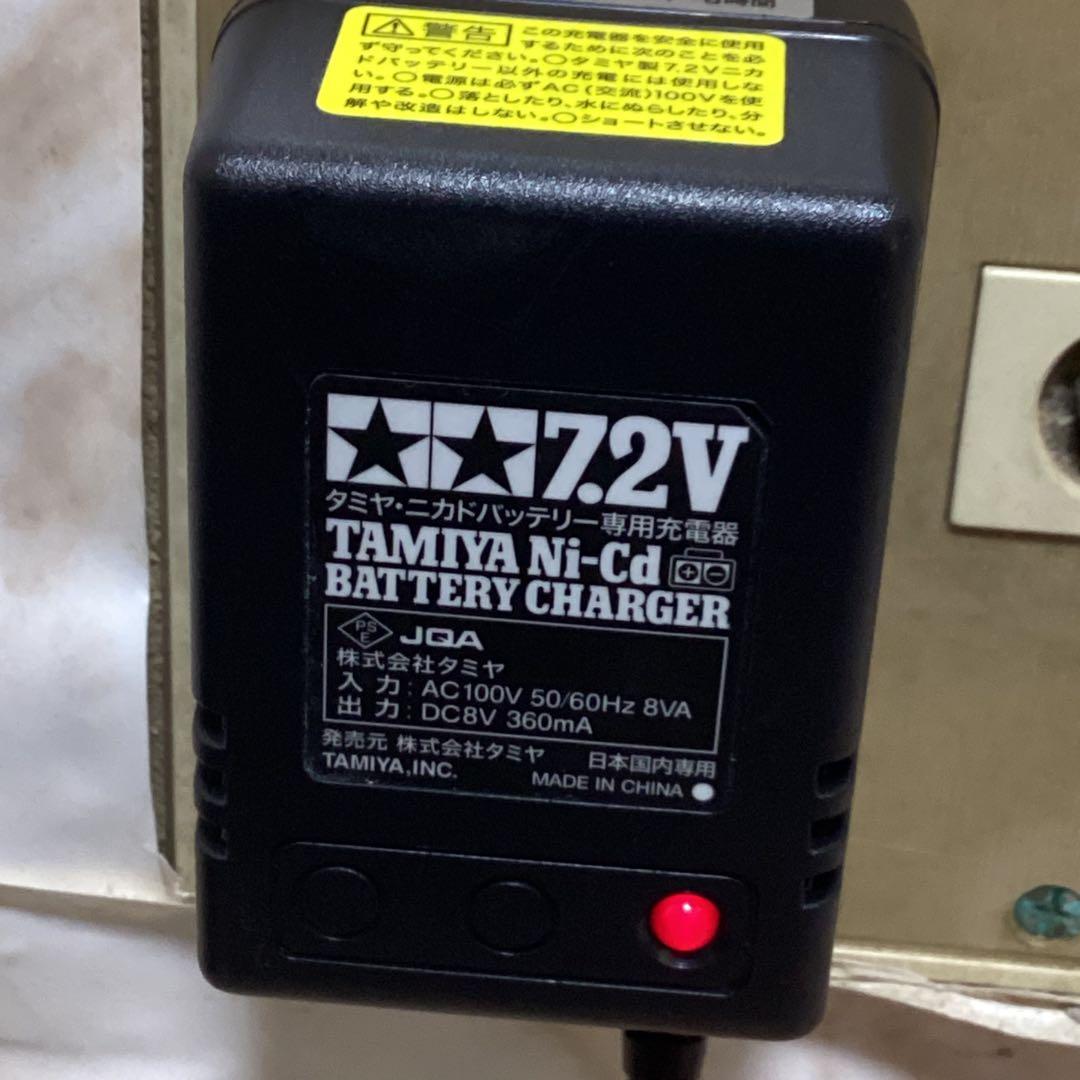 時間
⚠警告 この充電器を安全に使用
するために次のことを必
ず守ってください。○タミヤ製7.2Vニカ
ドバッテリー以外の充電には使用しな
い。○電源は必ずAC(交流)100Vを使
用する。○落としたり、水にぬらしたり、分
解や改造はしない。○ショートさせない。
7.2V
タミヤ・ニカドバッテリー専用充電器
TAMIYA Ni-Cd
BATTERY CHARGER
PSE JQA
株式会社タミヤ
入 力 : AC100V 50/60Hz 8VA
出 力 : DC8V 360mA
発売元 株式会社タミヤ 日本国内専用
TAMIYA,INC. MADE IN CHINA